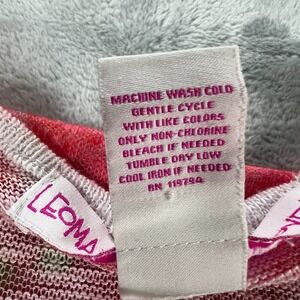 MACHINE WASH COLD
GENTLE CYCLE
WITH LIKE COLORS
ONLY NON-CHLORINE
BLEACH IF NEEDED
TUMBLE DRY LOW
COOL IRON IF NEEDED
RN 119794
LEOMA